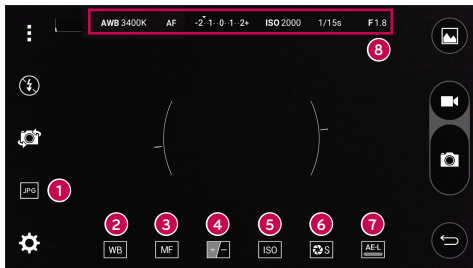 AWB 3400K AF -2··1··0··1··2+ ISO 2000 1/15s F 1.8
8
JPG 1
2 3 4 5 6 7
WB MF +/- ISO S AE-L